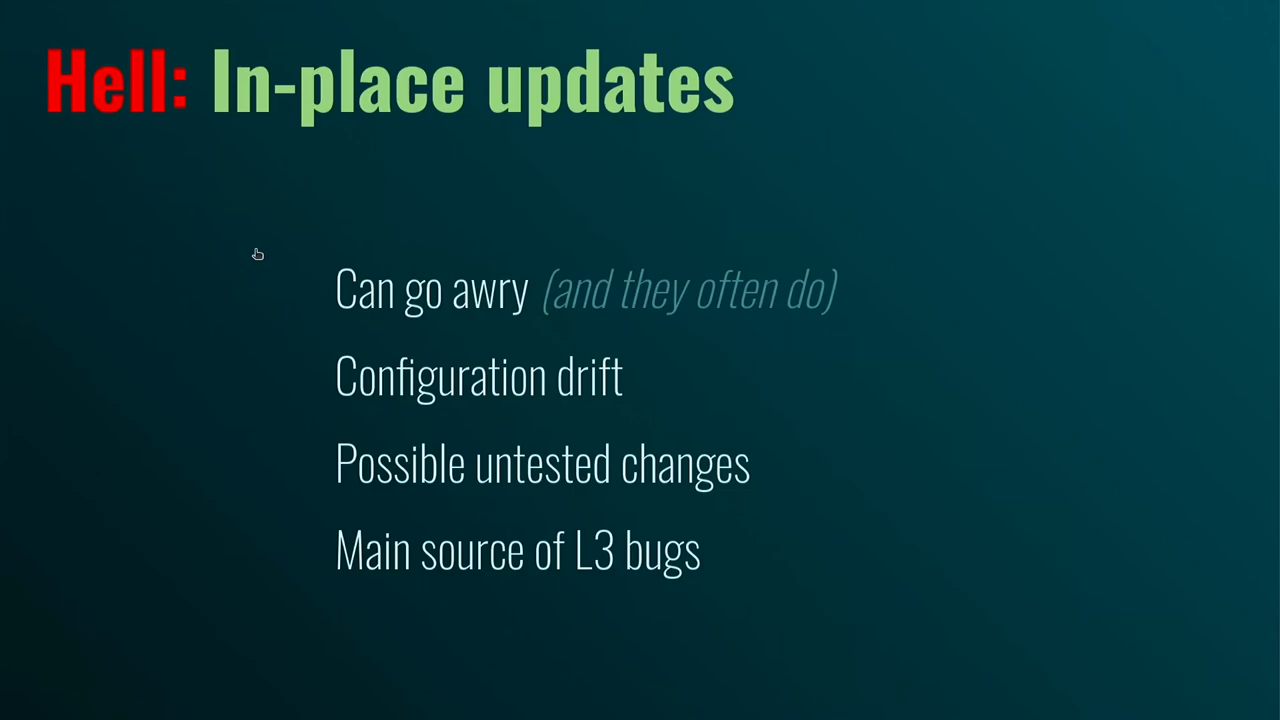 Hell: In-place updates
Can go awry (and they often do)
Configuration drift
Possible untested changes
Main source of L3 bugs